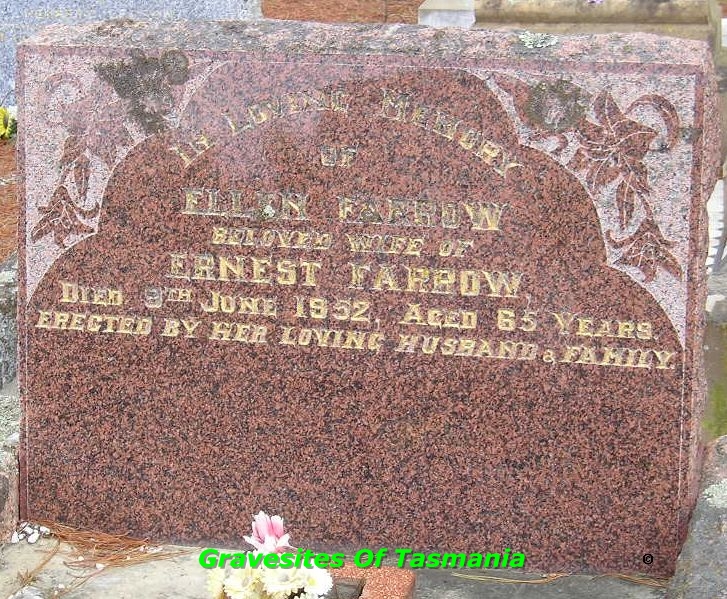 In Loving Memory
of
Ellen Farrow
Beloved Wife of
Ernest Farrow,
Died 9th June 1952, Aged 65 Years.
Erected by her loving husband & family
Gravesites Of Tasmania